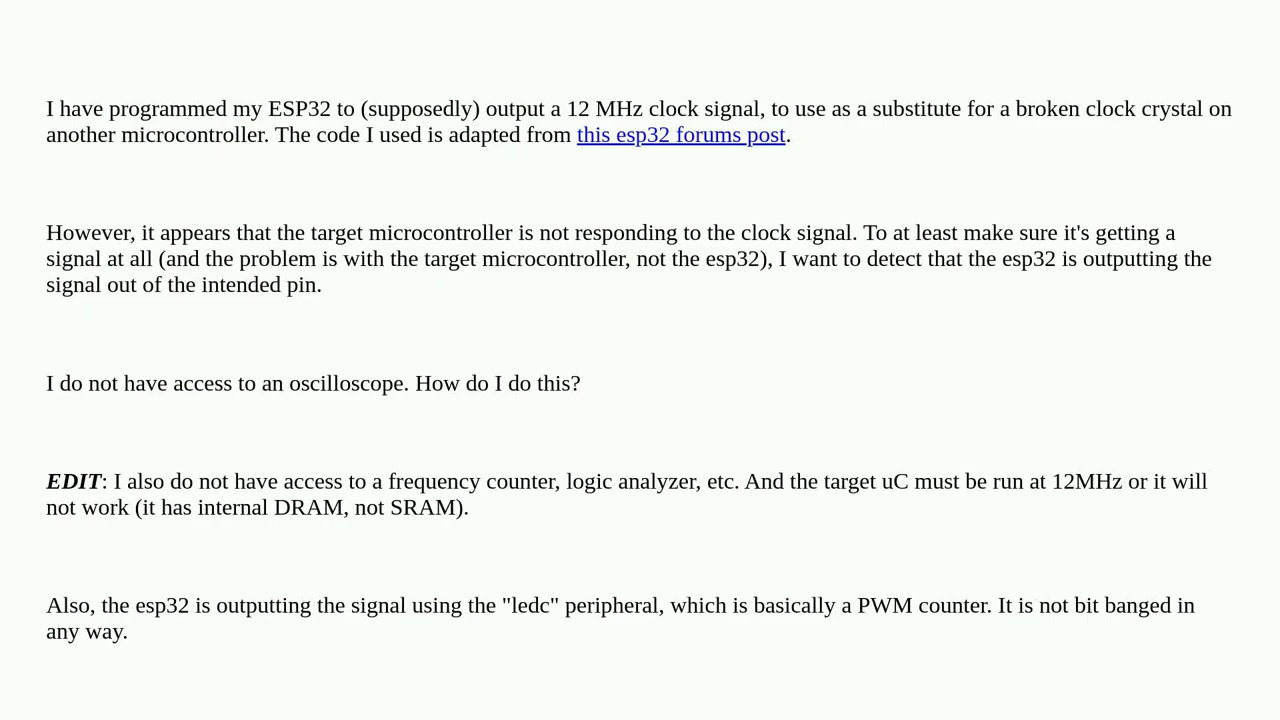 I have programmed my ESP32 to (supposedly) output a 12 MHz clock signal, to use as a substitute for a broken clock crystal on
another microcontroller. The code I used is adapted from this esp32 forums post.
However, it appears that the target microcontroller is not responding to the clock signal. To at least make sure it's getting a
signal at all (and the problem is with the target microcontroller, not the esp32), I want to detect that the esp32 is outputting the
signal out of the intended pin.
I do not have access to an oscilloscope. How do I do this?
EDIT: I also do not have access to a frequency counter, logic analyzer, etc. And the target uC must be run at 12MHz or it will
not work (it has internal DRAM, not SRAM).
Also, the esp32 is outputting the signal using the "ledc" peripheral, which is basically a PWM counter. It is not bit banged in
any way.